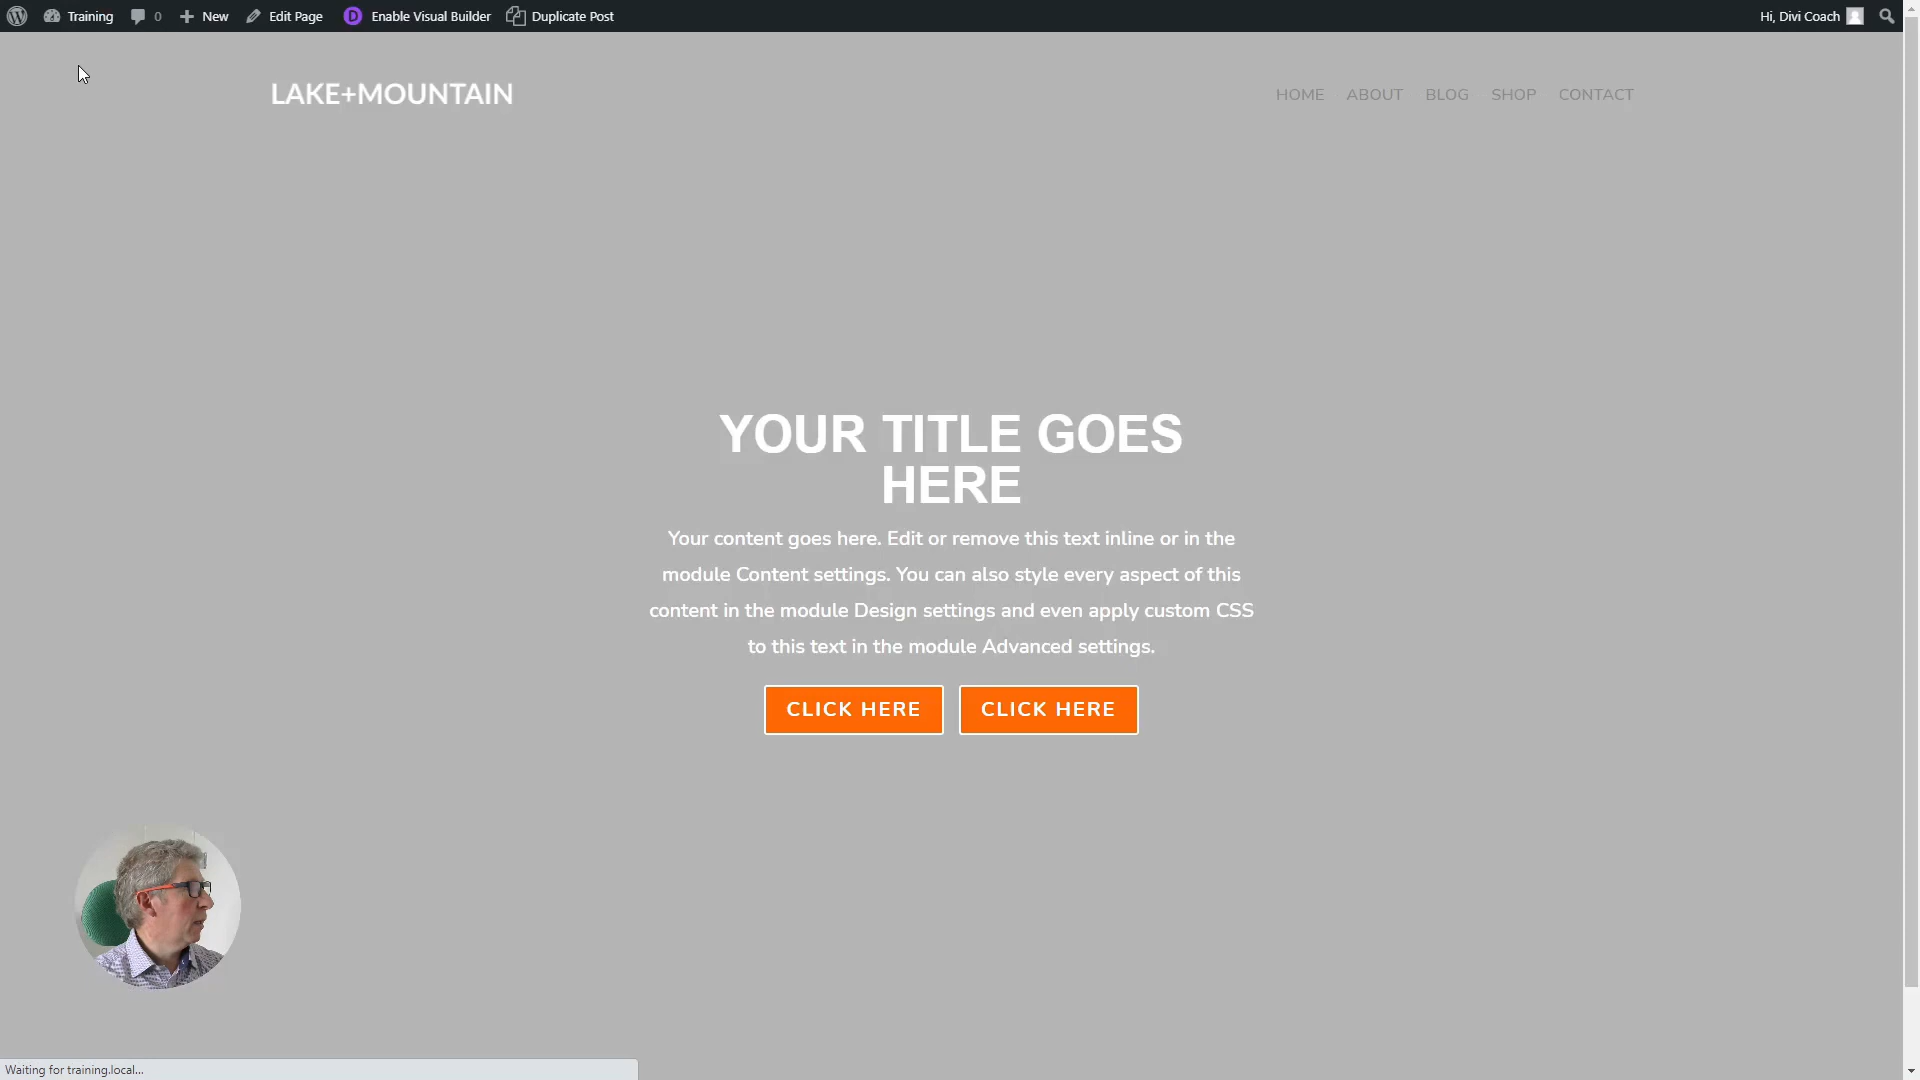 Training
0
New
Edit Page
D
Enable Visual Builder
Duplicate Post
Hi, Divi Coach
LAKE+MOUNTAIN
HOME ABOUT BLOG SHOP CONTACT
YOUR TITLE GOES
HERE
Your content goes here. Edit or remove this text inline or in the
module Content settings. You can also style every aspect of this
content in the module Design settings and even apply custom CSS
to this text in the module Advanced settings.
CLICK HERE
CLICK HERE
Waiting for training.local...